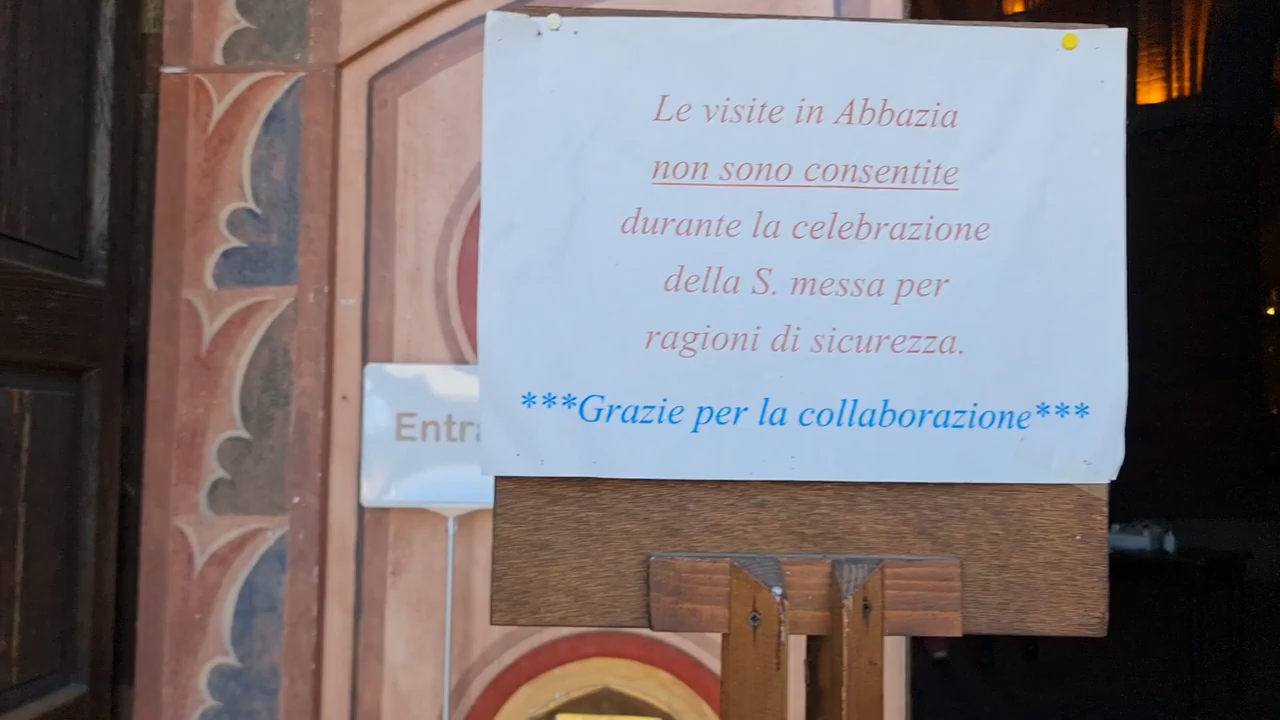 Le visite in Abbazia
non sono consentite
durante la celebrazione
della S. messa per
ragioni di sicurezza.
***Grazie per la collaborazione***